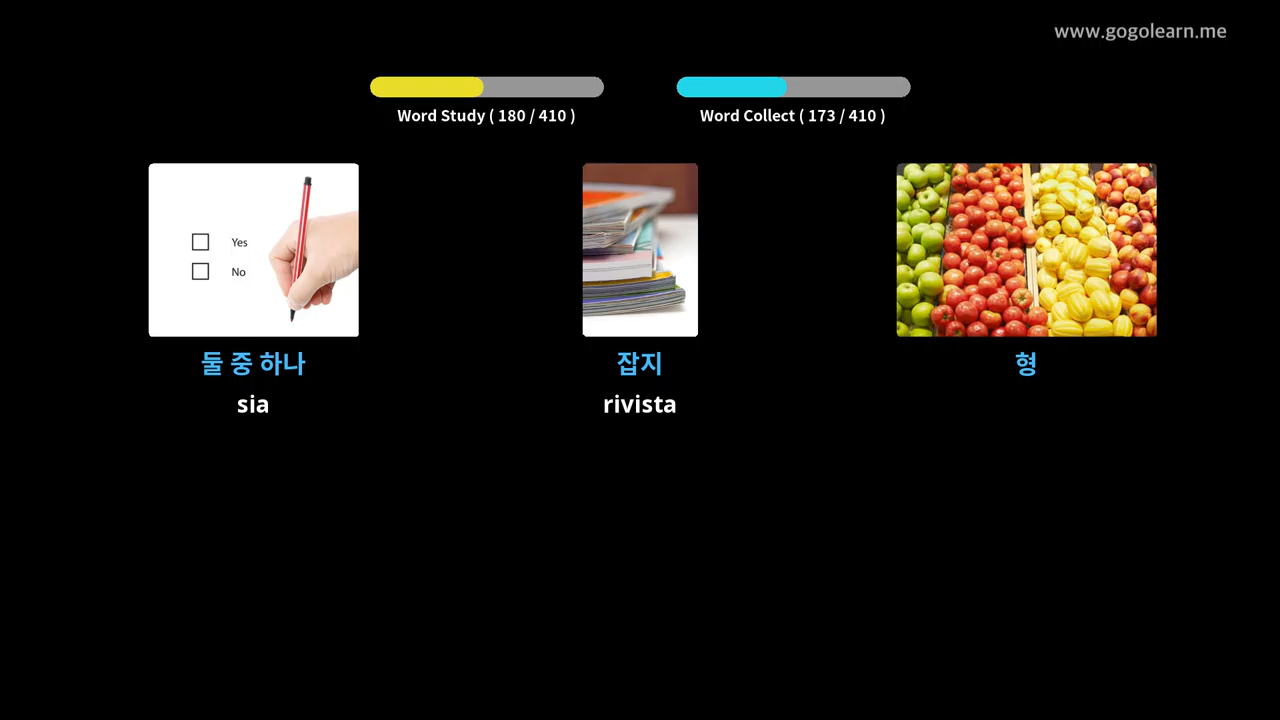 www.gogolearn.me
Word Study ( 180 / 410 )
Word Collect ( 173 / 410 )
Yes
No
둘 중 하나
잡지
형
sia
rivista